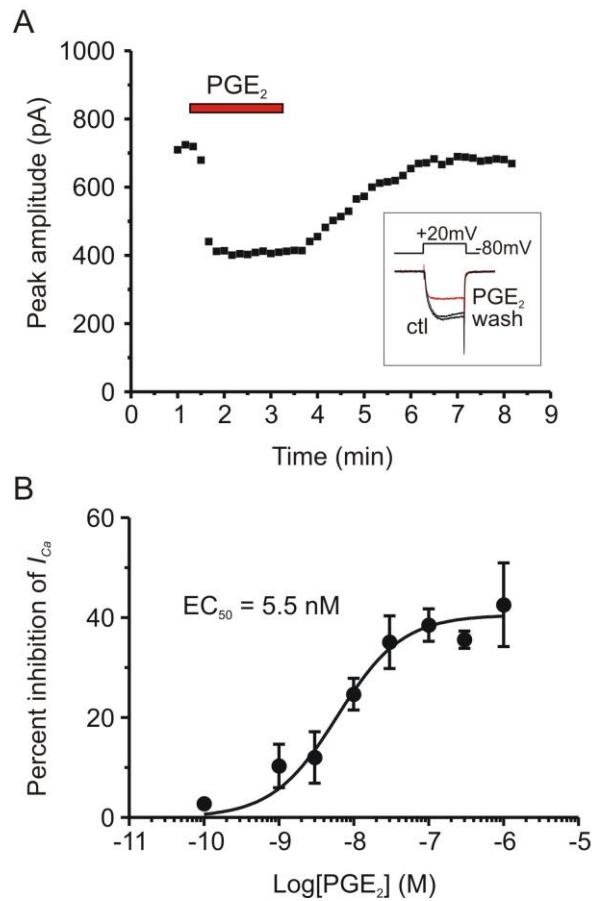 A
PGE₂
Peak amplitude (pA)
1000
800
600
400
200
0
+20mV
-80mV
PGE₂
ctl
wash
0 1 2 3 4 5 6 7 8 9
Time (min)
B
Percent inhibition of I_Ca
60
40
20
0
EC₅₀ = 5.5 nM
-11 -10 -9 -8 -7 -6 -5
Log[PGE₂] (M)